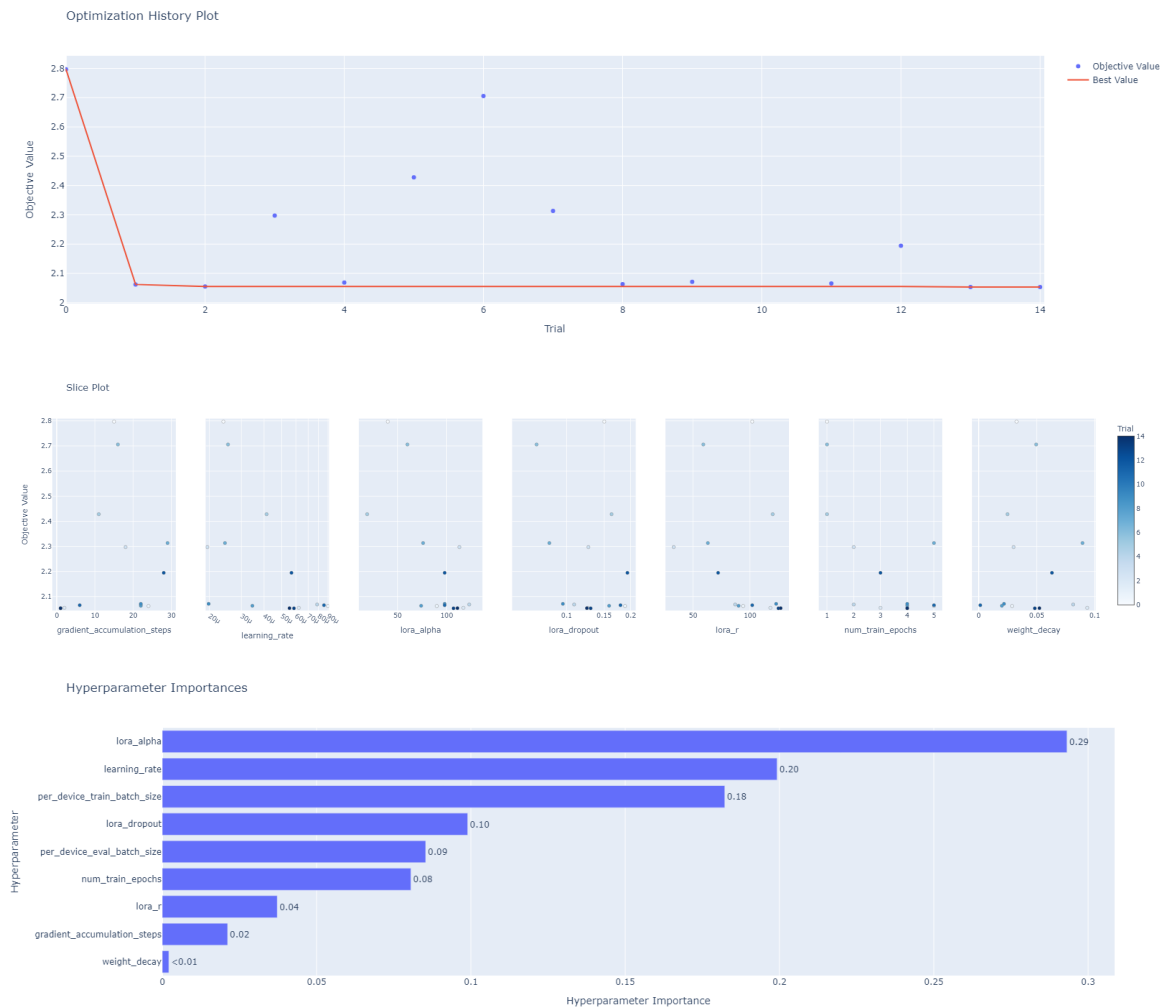 Optimization History Plot
Objective Value
Best Value
2.8
2.7
2.6
2.5
2.4
2.3
2.2
2.1
2
Objective Value
0 2 4 6 8 10 12 14
Trial
Slice Plot
Trial
2.8
2.7
2.6
2.5
2.4
2.3
2.2
2.1
Objective Value
14
12
10
8
6
4
2
0
0 10 20 30
20μ 30μ 40μ 50μ 60μ 70μ 80μ 90μ
50 100
0.1 0.15 0.2
50 100
1 2 3 4 5
0 0.05 0.1
gradient_accumulation_steps
learning_rate
lora_alpha
lora_dropout
lora_r
num_train_epochs
weight_decay
Hyperparameter Importances
Hyperparameter
lora_alpha 0.29
learning_rate 0.20
per_device_train_batch_size 0.18
lora_dropout 0.10
per_device_eval_batch_size 0.09
num_train_epochs 0.08
lora_r 0.04
gradient_accumulation_steps 0.02
weight_decay <0.01
0 0.05 0.1 0.15 0.2 0.25 0.3
Hyperparameter Importance